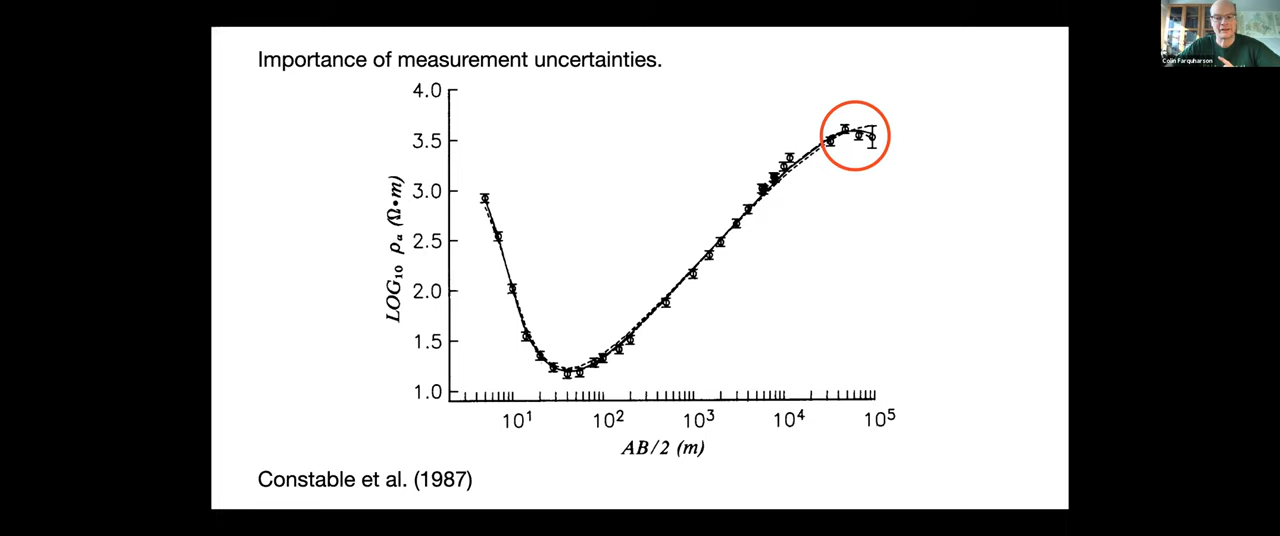 Importance of measurement uncertainties.
4.0
3.5
3.0
2.5
2.0
1.5
1.0
LOG₁₀ ρₐ (Ω•m)
10¹ 10² 10³ 10⁴ 10⁵
AB/2 (m)
Constable et al. (1987)
Colin Farquharson